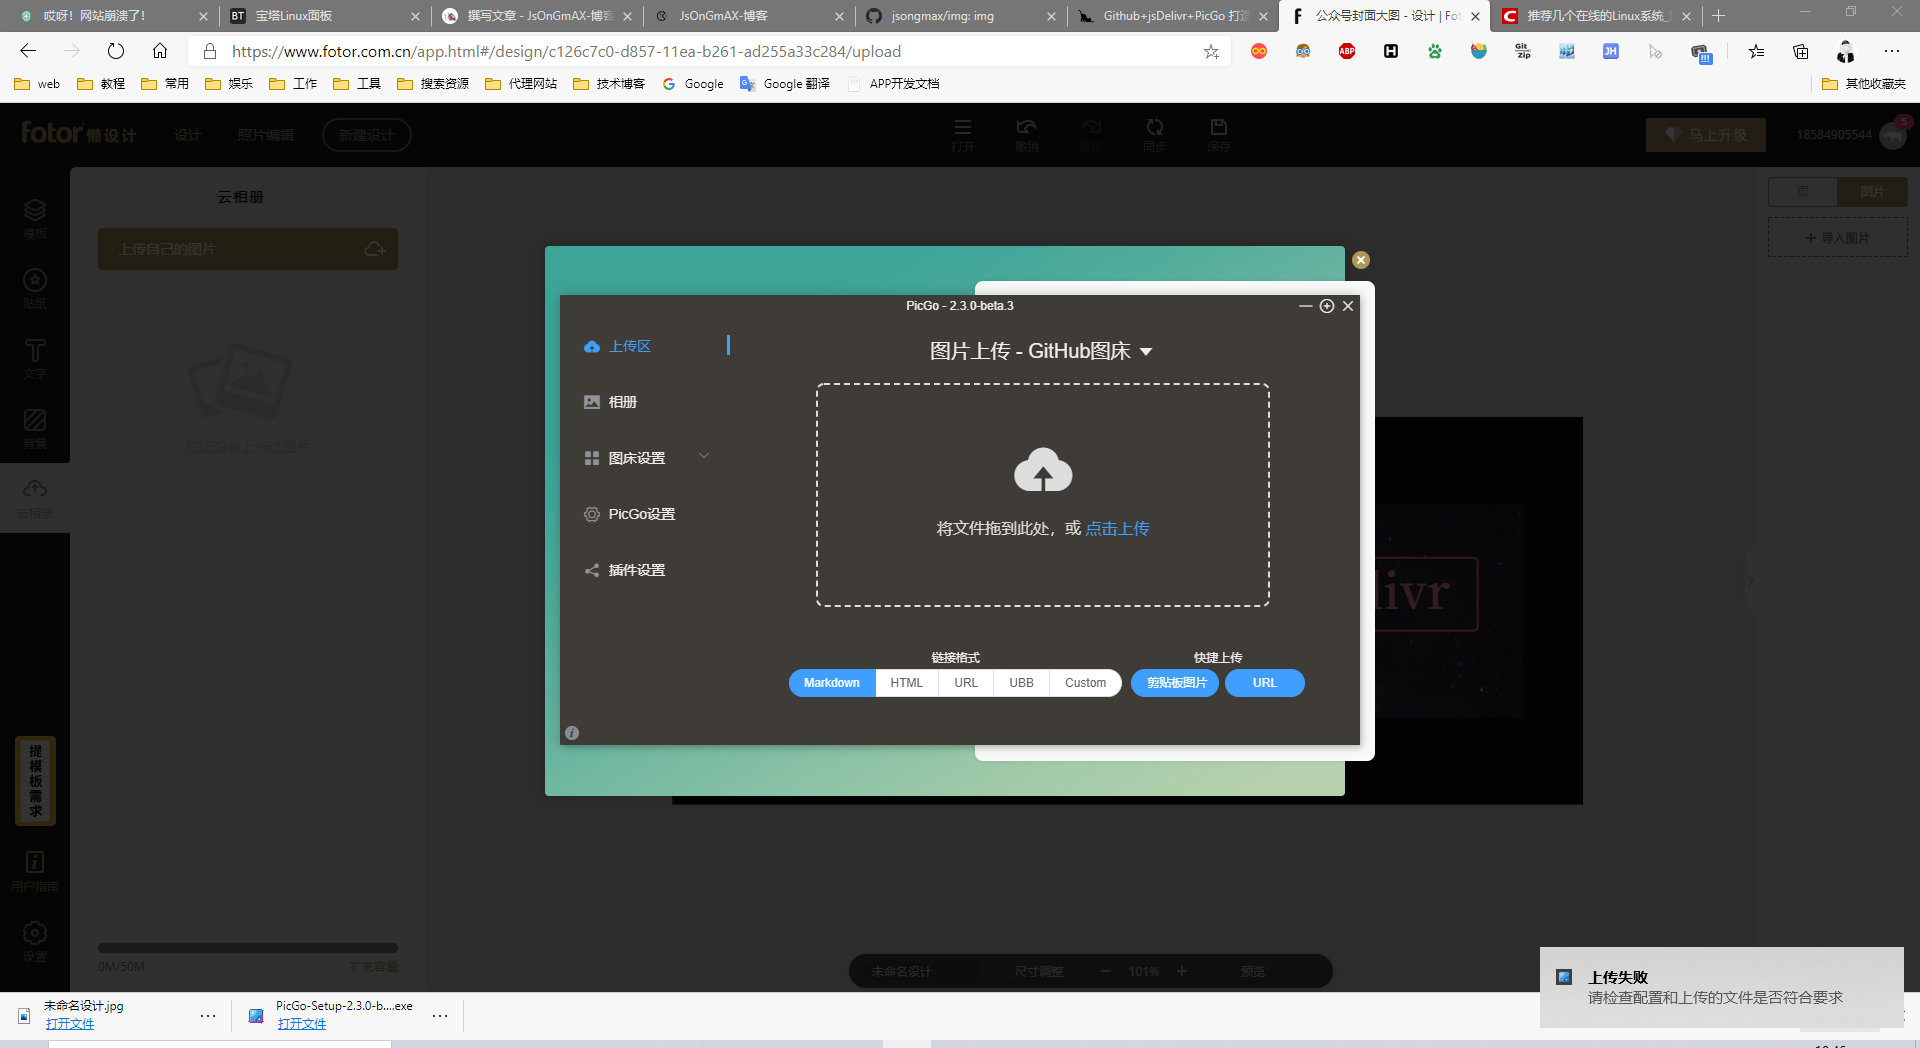 哎呀！网站崩溃了！
BT 宝塔Linux面板
撰写文章 - JsOnGmAX-博客
JsOnGmAX-博客
jsongmax/img: img
Github+jsDelivr+PicGo 打造
公众号封面大图 - 设计 | Fot
推荐几个在线的Linux系统_
https://www.fotor.com.cn/app.html#/design/c126c7c0-d857-11ea-b261-ad255a33c284/upload
web
教程
常用
娱乐
工作
工具
搜索资源
代理网站
技术博客
Google
Google 翻译
APP开发文档
其他收藏夹
fotor 懒设计
设计
照片编辑
新建设计
打开
撤销
重做
同步
保存
马上升级
18584905544
5
云相册
上传自己的图片
您还没有上传过图片
模板
贴纸
文字
背景
云相册
提模板需求
用户指南
设置
0M/50M
扩充容量
页
图片
+ 导入图片
PicGo - 2.3.0-beta.3
上传区
相册
图床设置
PicGo设置
插件设置
图片上传 - GitHub图床
将文件拖到此处，或 点击上传
链接格式
快捷上传
Markdown
HTML
URL
UBB
Custom
剪贴板图片
URL
livr
未命名设计
尺寸调整
101%
预览
上传失败
请检查配置和上传的文件是否符合要求
未命名设计.jpg
打开文件
PicGo-Setup-2.3.0-b....exe
打开文件